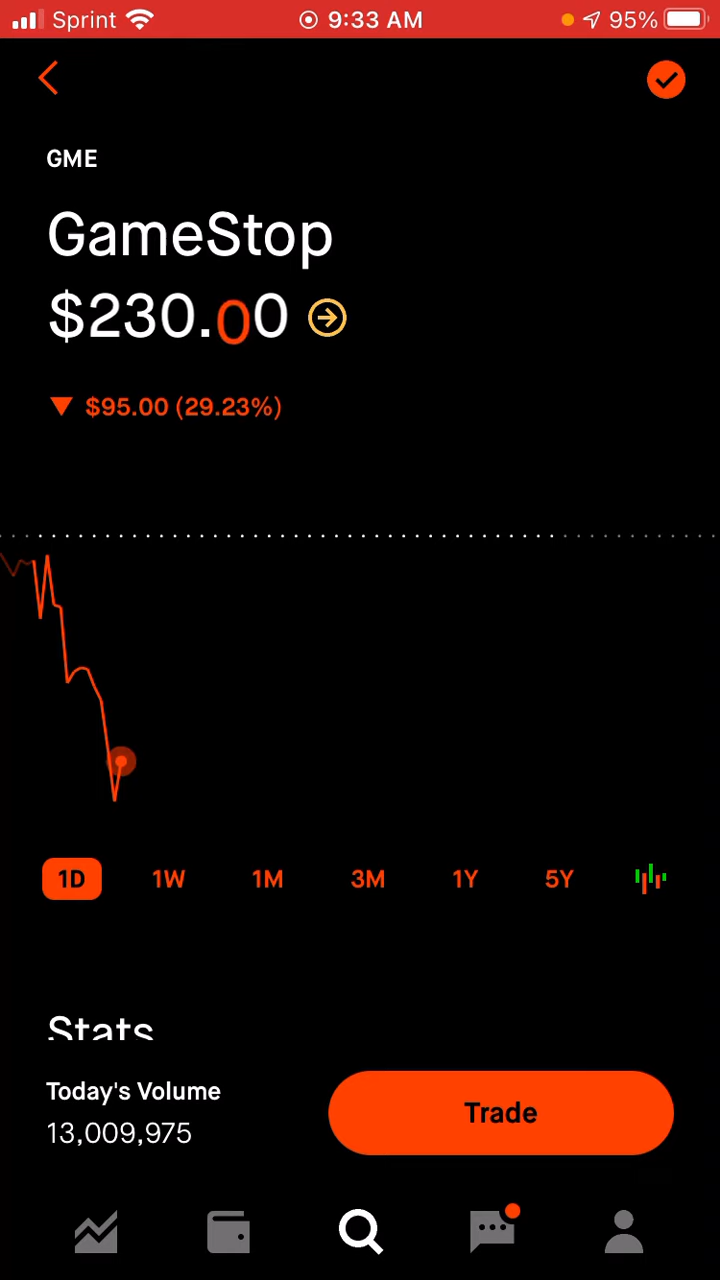 Sprint 9:33 AM 95%
GME
GameStop
$230.00
$95.00 (29.23%)
1D 1W 1M 3M 1Y 5Y
Stats
Today's Volume
13,009,975
Trade